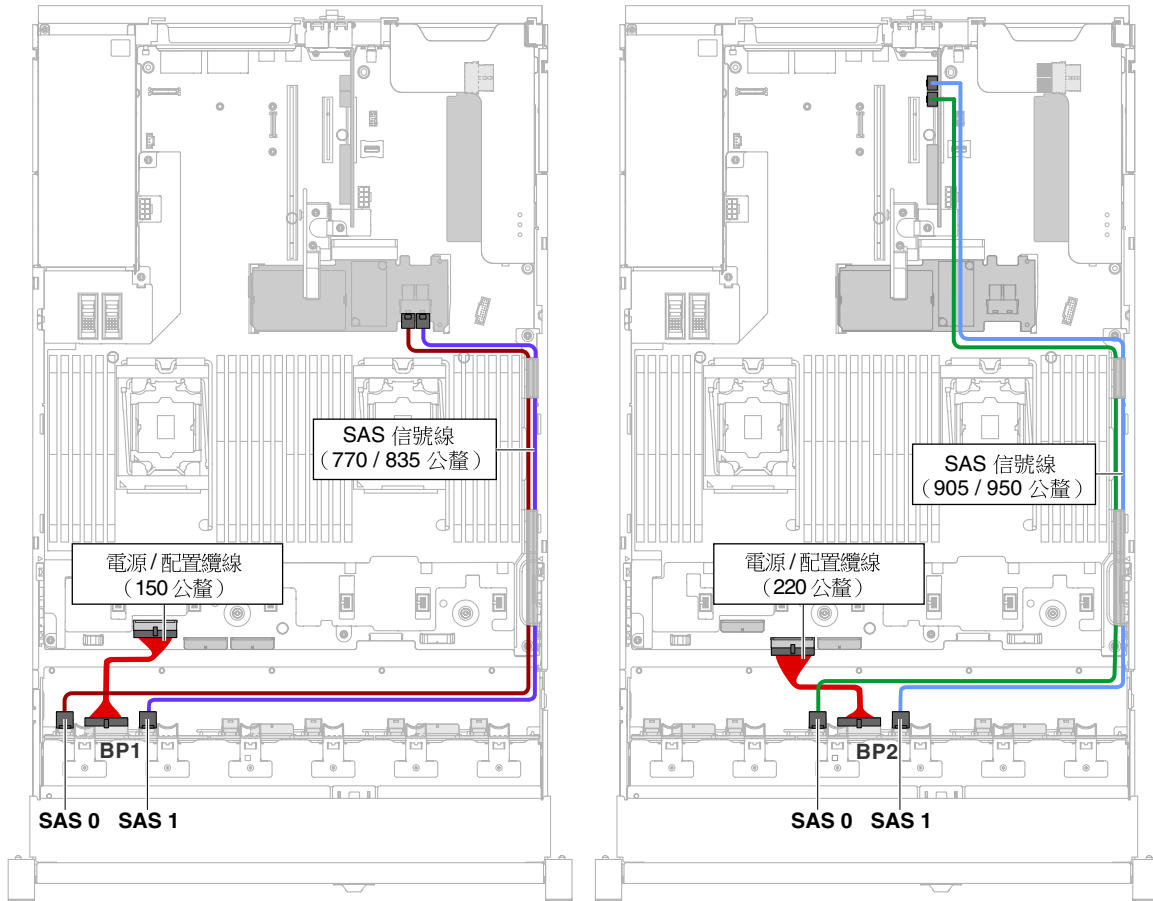 SAS 信號線
（770 / 835 公釐）
電源 / 配置纜線
（150 公釐）
BP1
SAS 0
SAS 1
SAS 信號線
（905 / 950 公釐）
電源 / 配置纜線
（220 公釐）
BP2
SAS 0
SAS 1